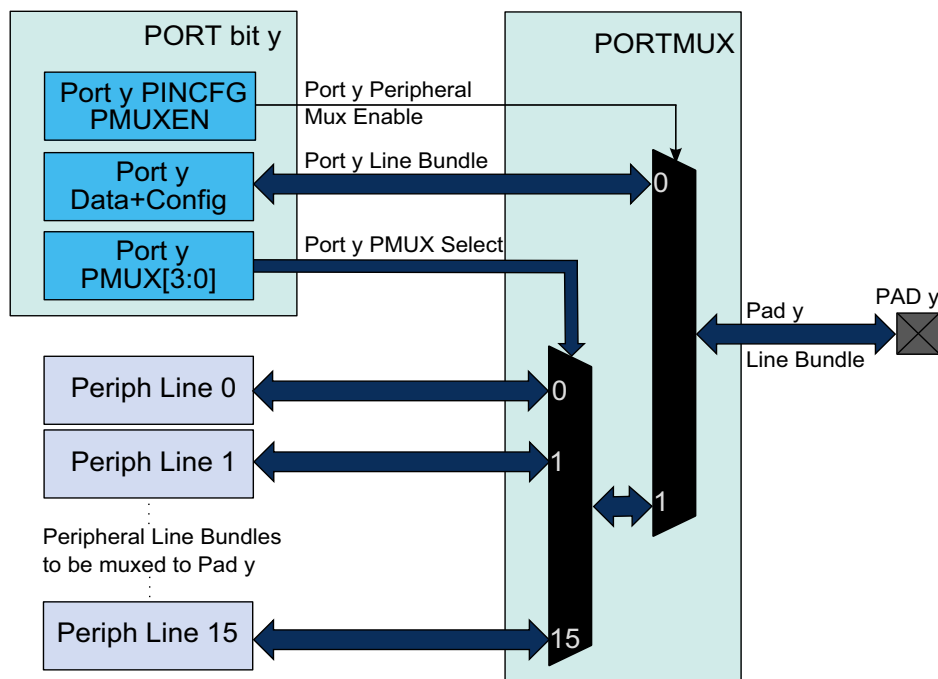 PORT bit y
PORTMUX
Port y PINCFG
PMUXEN
Port y Peripheral
Mux Enable
Port y
Data+Config
Port y Line Bundle
0
Port y
PMUX[3:0]
Port y PMUX Select
Pad y
Line Bundle
PAD y
Periph Line 0
0
Periph Line 1
1
1
Peripheral Line Bundles
to be muxed to Pad y
Periph Line 15
15